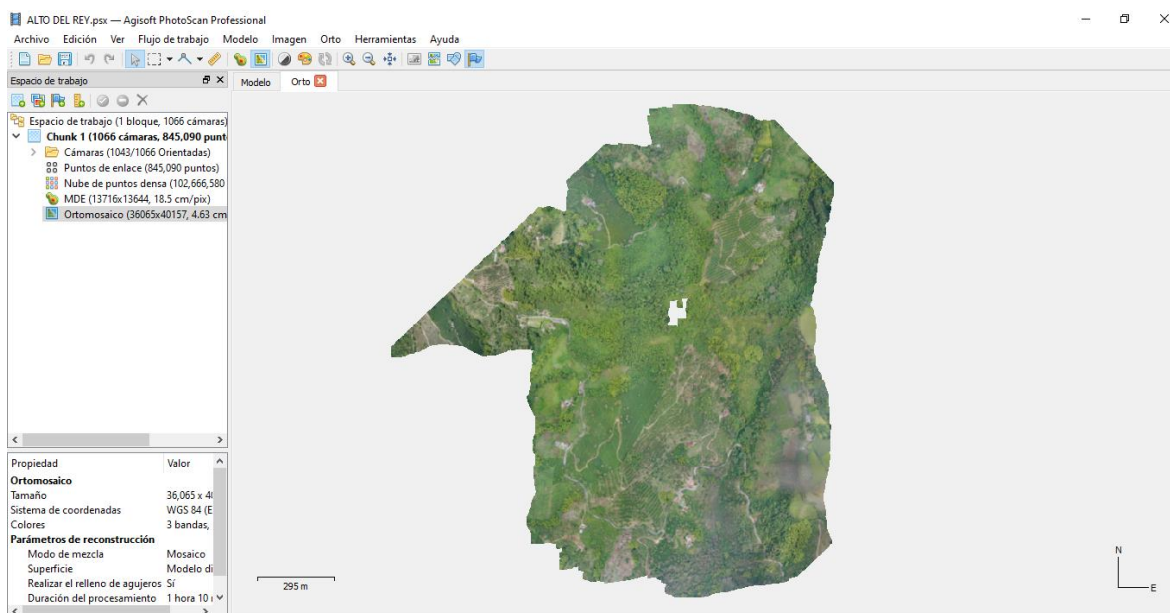 ALTO DEL REY.psx — Agisoft PhotoScan Professional
Archivo Edición Ver Flujo de trabajo Modelo Imagen Orto Herramientas Ayuda
Espacio de trabajo
Modelo Orto
Espacio de trabajo (1 bloque, 1066 cámaras)
Chunk 1 (1066 cámaras, 845,090 punt
Cámaras (1043/1066 Orientadas)
Puntos de enlace (845,090 puntos)
Nube de puntos densa (102,666,580
MDE (13716x13644, 18.5 cm/pix)
Ortomosaico (36065x40157, 4.63 cm
Propiedad Valor
Ortomosaico
Tamaño 36,065 x 4
Sistema de coordenadas WGS 84 (E
Colores 3 bandas,
Parámetros de reconstrucción
Modo de mezcla Mosaico
Superficie Modelo di
Realizar el relleno de agujeros Sí
Duración del procesamiento 1 hora 10
295 m
N
E